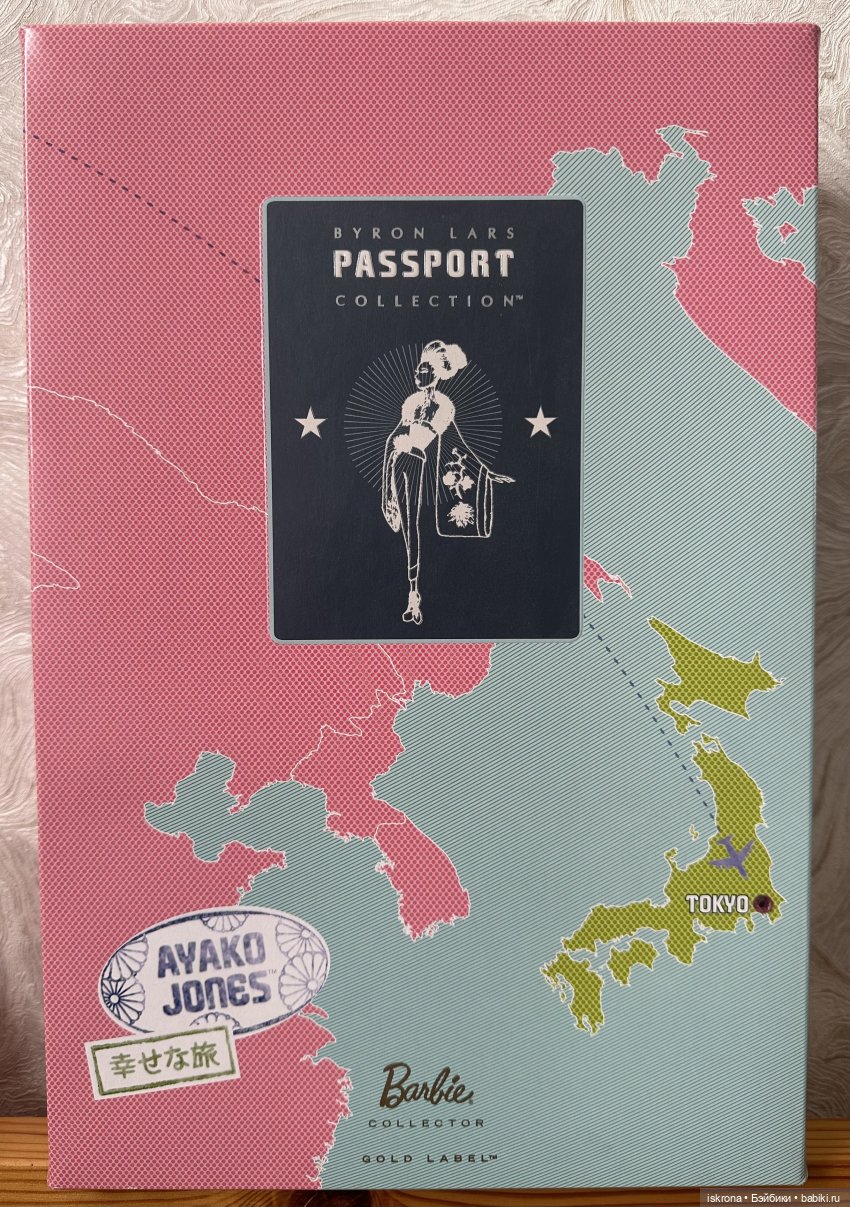 BYRON LARS
PASSPORT
COLLECTION™
TOKYO
AYAKO
JONES™
幸せな旅
Barbie®
COLLECTOR
GOLD LABEL™
iskrona • Бэйбики • babiki.ru